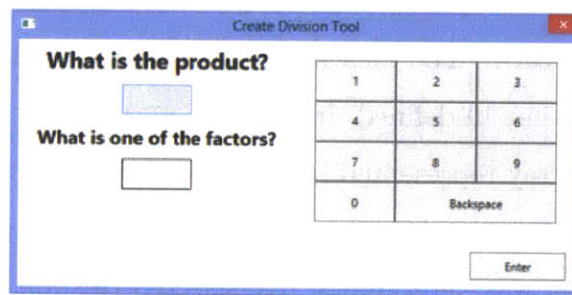 Create Division Tool
What is the product?
What is one of the factors?
1 2 3
4 5 6
7 8 9
0 Backspace
Enter